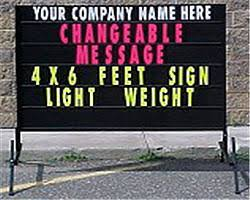 YOUR COMPANY NAME HERE
CHANGEABLE
MESSAGE
4 X 6 FEET SIGN
LIGHT WEIGHT